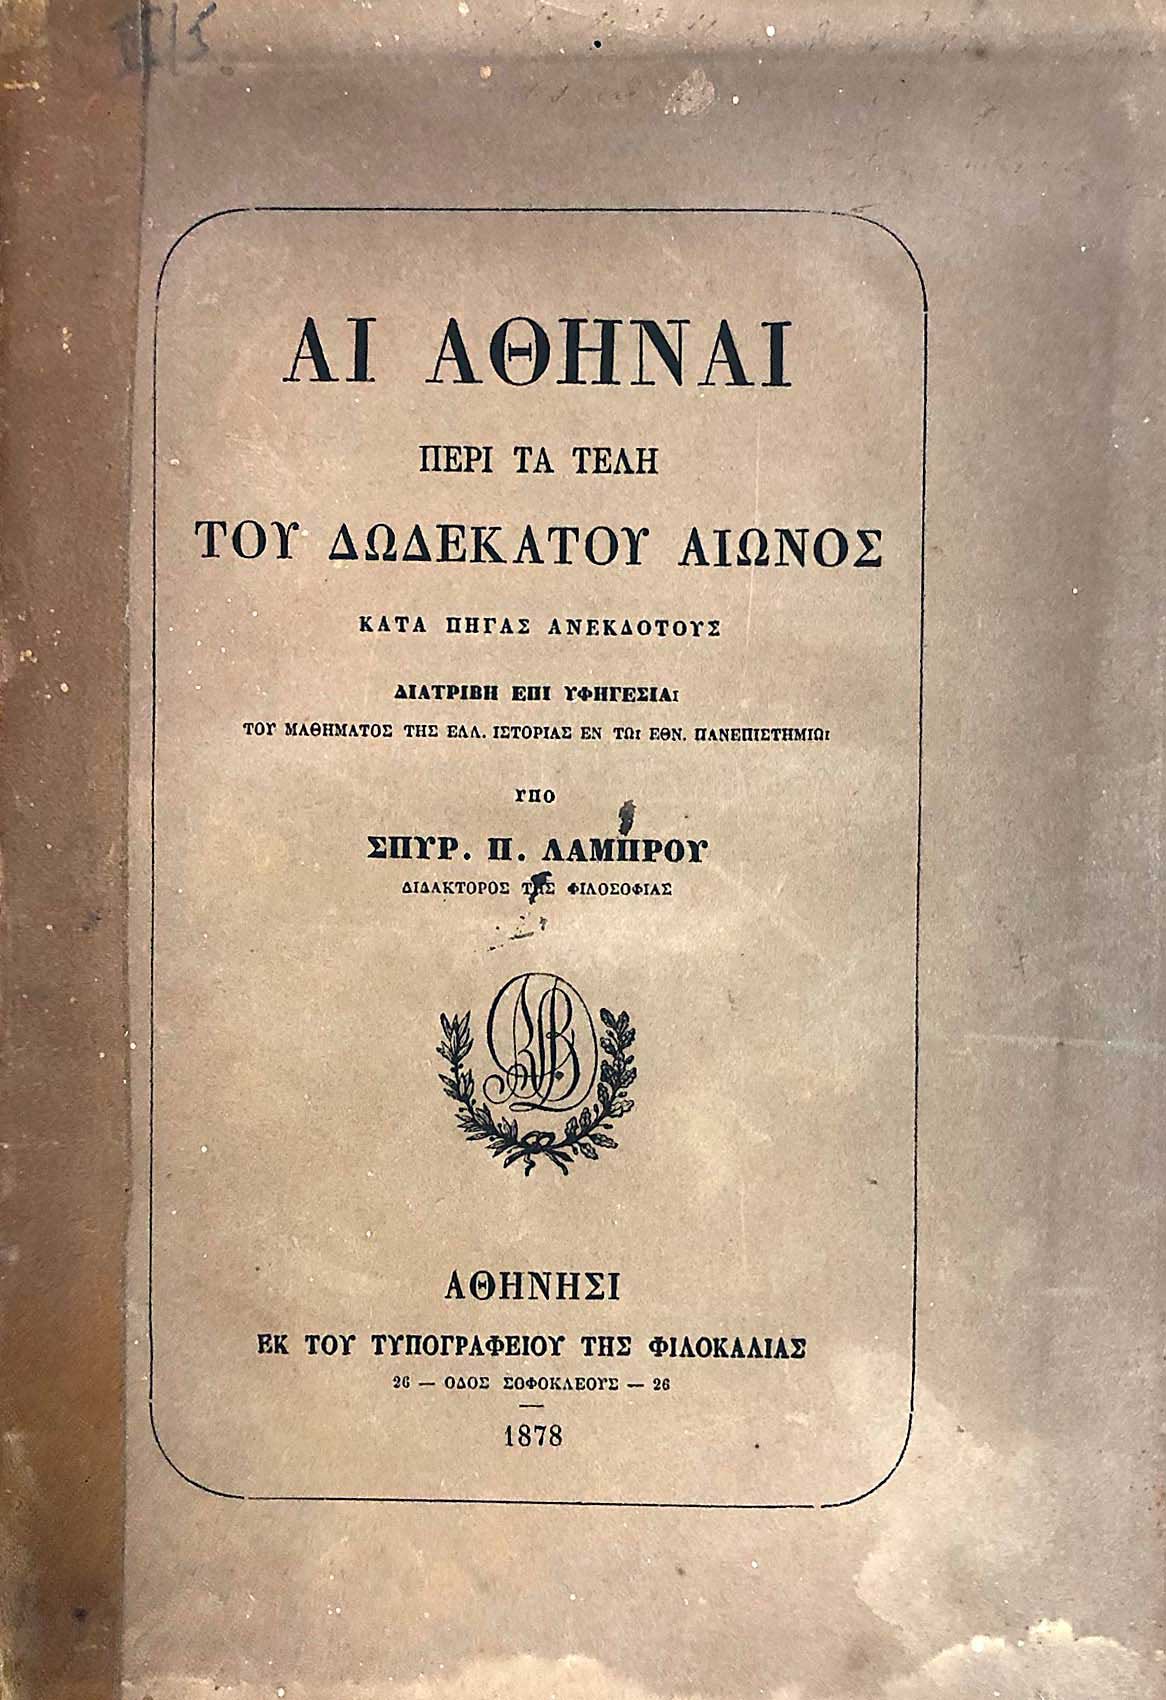 ΑΙ ΑΘΗΝΑΙ
ΠΕΡΙ ΤΑ ΤΕΛΗ
ΤΟΥ ΔΩΔΕΚΑΤΟΥ ΑΙΩΝΟΣ
ΚΑΤΑ ΠΗΓΑΣ ΑΝΕΚΔΟΤΟΥΣ
ΔΙΑΤΡΙΒΗ ΕΠΙ ΥΦΗΓΕΣΙΑΙ
ΤΟΥ ΜΑΘΗΜΑΤΟΣ ΤΗΣ ΕΛΛ. ΙΣΤΟΡΙΑΣ ΕΝ ΤΩΙ ΕΘΝ. ΠΑΝΕΠΙΣΤΗΜΙΩΙ
ΥΠΟ
ΣΠΥΡ. Π. ΛΑΜΠΡΟΥ
ΔΙΔΑΚΤΟΡΟΣ ΤΗΣ ΦΙΛΟΣΟΦΙΑΣ
ΑΘΗΝΗΣΙ
ΕΚ ΤΟΥ ΤΥΠΟΓΡΑΦΕΙΟΥ ΤΗΣ ΦΙΛΟΚΑΛΙΑΣ
26 — ΟΔΟΣ ΣΟΦΟΚΛΕΟΥΣ — 26
1878